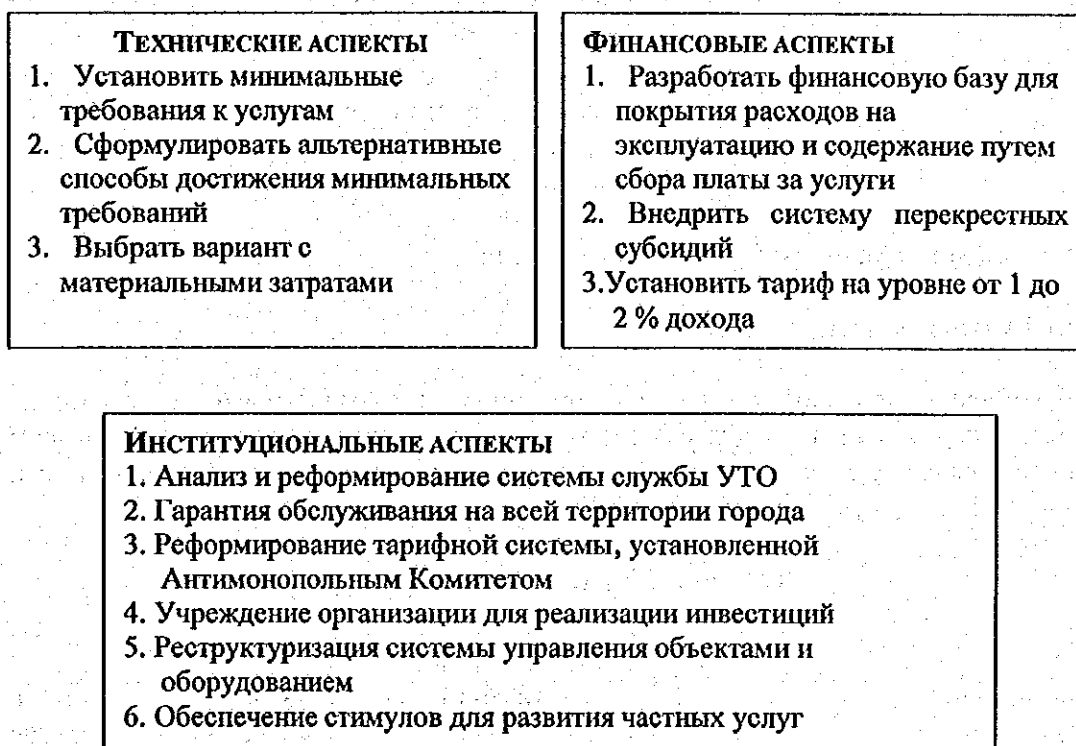 ТЕХНИЧЕСКИЕ АСПЕКТЫ
1. Установить минимальные
требования к услугам
2. Сформулировать альтернативные
способы достижения минимальных
требований
3. Выбрать вариант с
материальными затратами
ФИНАНСОВЫЕ АСПЕКТЫ
1. Разработать финансовую базу для
покрытия расходов на
эксплуатацию и содержание путем
сбора платы за услуги
2. Внедрить систему перекрестных
субсидий
3.Установить тариф на уровне от 1 до
2 % дохода
ИНСТИТУЦИОНАЛЬНЫЕ АСПЕКТЫ
1. Анализ и реформирование системы службы УТО
2. Гарантия обслуживания на всей территории города
3. Реформирование тарифной системы, установленной
Антимонопольным Комитетом
4. Учреждение организации для реализации инвестиций
5. Реструктуризация системы управления объектами и
оборудованием
6. Обеспечение стимулов для развития частных услуг